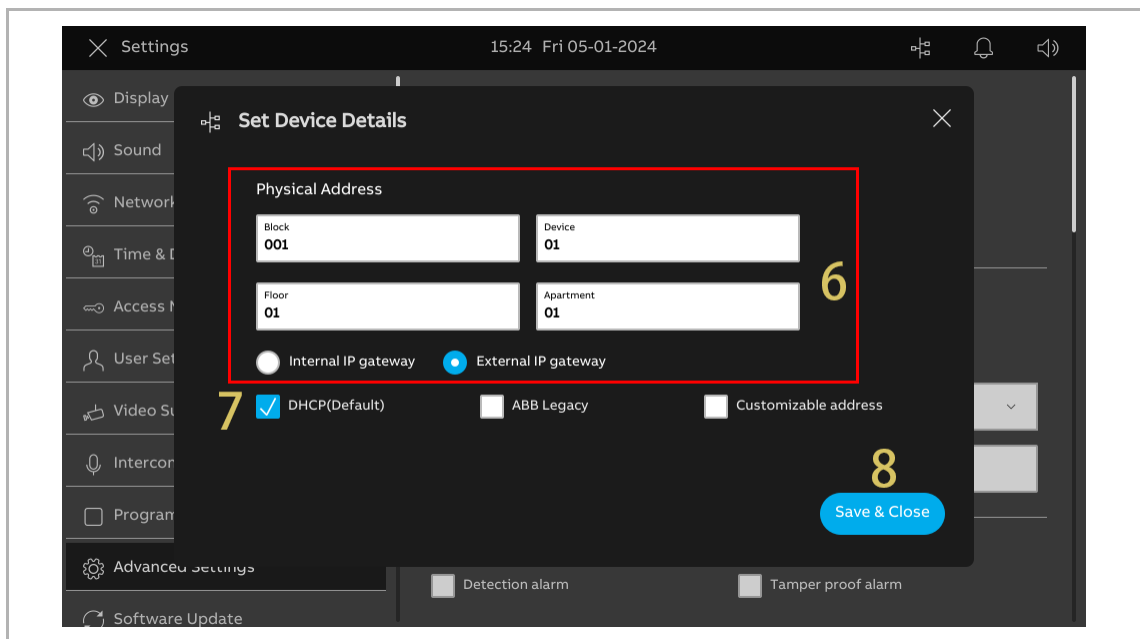 Settings 15:24 Fri 05-01-2024
Display
Set Device Details
Sound
Physical Address
Network
Block
001
Device
01
Time & D
6
Floor
01
Apartment
01
Access
User Set
Internal IP gateway External IP gateway
7 DHCP(Default) ABB Legacy Customizable address
Video Su
8
Intercom
Save & Close
Program
Advanced Settings
Detection alarm Tamper proof alarm
Software Update